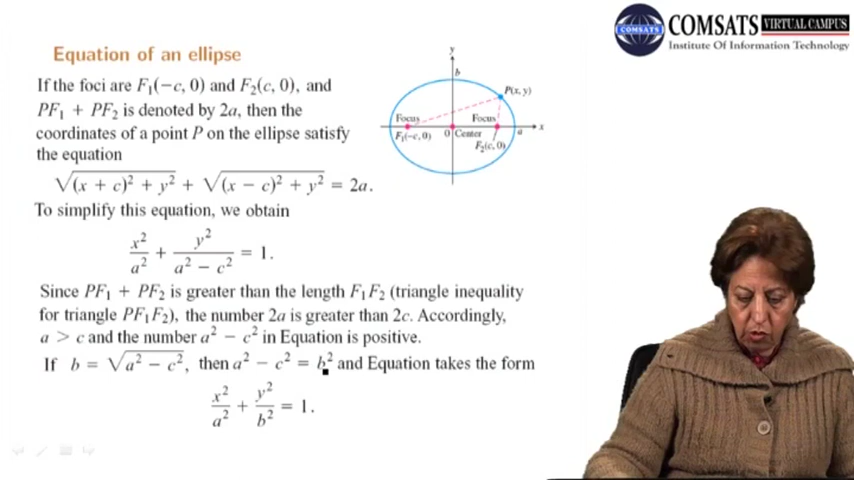 COMSATS VIRTUAL CAMPUS
COMSATS
Institute Of Information Technology
Equation of an ellipse
If the foci are F₁(−c, 0) and F₂(c, 0), and
PF₁ + PF₂ is denoted by 2a, then the
coordinates of a point P on the ellipse satisfy
the equation
√((x + c)² + y²) + √((x − c)² + y²) = 2a.
To simplify this equation, we obtain
x²/a² + y²/(a² − c²) = 1.
Since PF₁ + PF₂ is greater than the length F₁F₂ (triangle inequality
for triangle PF₁F₂), the number 2a is greater than 2c. Accordingly,
a > c and the number a² − c² in Equation is positive.
If b = √(a² − c²), then a² − c² = b² and Equation takes the form
x²/a² + y²/b² = 1.
y
b
P(x, y)
Focus
Focus
F₁(−c, 0)
0
Center
F₂(c, 0)
a
x